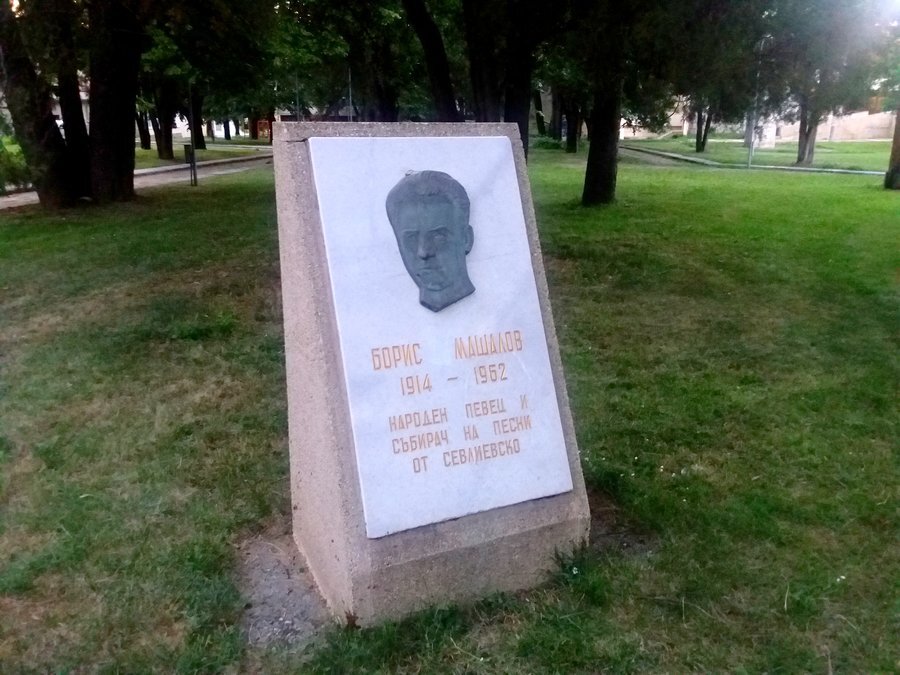 БОРИС МАШАЛОВ
1914 – 1962
НАРОДЕН ПЕВЕЦ И
СЪБИРАЧ НА ПЕСНИ
ОТ СЕВЛИЕВСКО